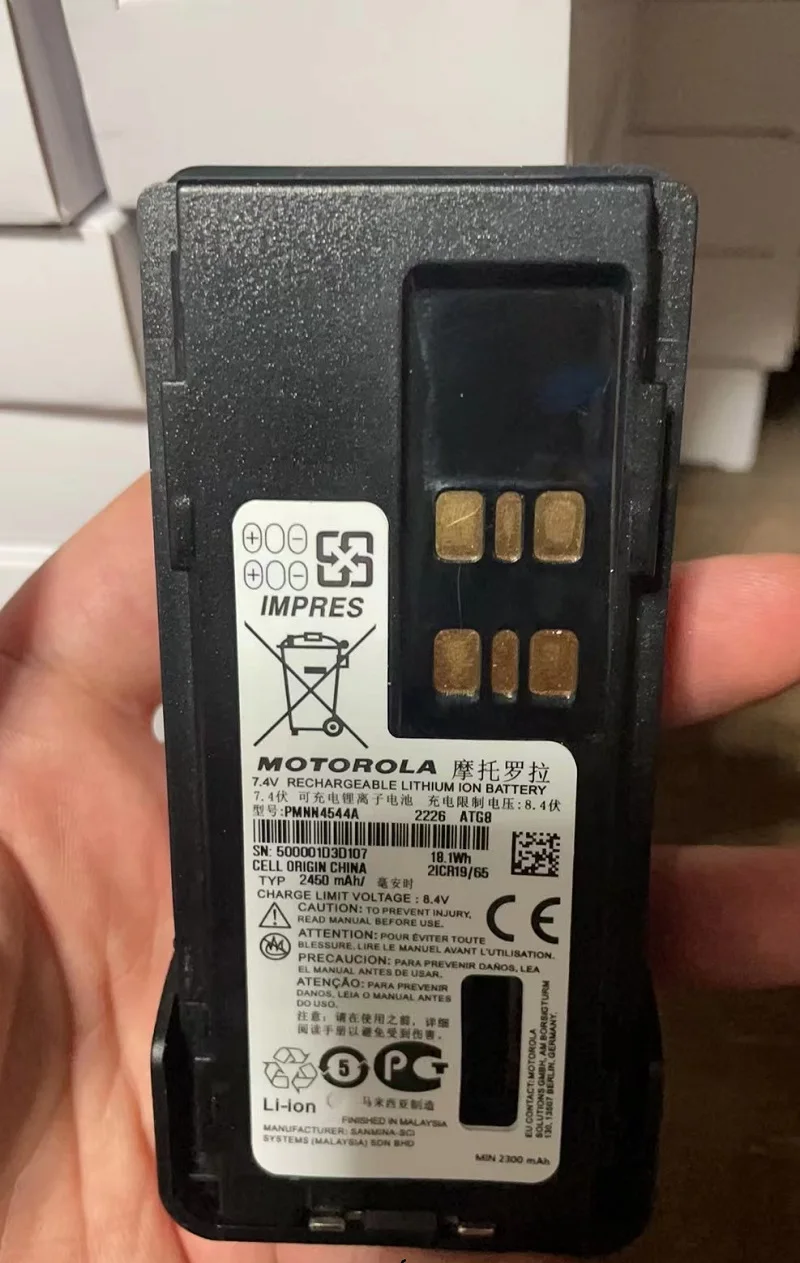 IMPRES
MOTOROLA 摩托罗拉
7.4V RECHARGEABLE LITHIUM ION BATTERY
7.4伏 可充电锂离子电池 充电限制电压:8.4伏
型号:PMNN4544A 2226 ATG8
SN: 500001D3D107 18.1Wh
CELL ORIGIN CHINA 2ICR19/65
TYP 2450 mAh/ 毫安时
CHARGE LIMIT VOLTAGE : 8.4V
CAUTION: TO PREVENT INJURY,
READ MANUAL BEFORE USE.
CE
ATTENTION: POUR ÉVITER TOUTE
BLESSURE, LIRE LE MANUEL AVANT L'UTILISATION.
PRECAUCION: PARA PREVENIR DAÑOS, LEA
EL MANUAL ANTES DE USAR.
ATENÇÃO: PARA PREVENIR
DANOS, LEIA O MANUAL ANTES
DO USO.
注意: 请在使用之前, 详细
阅读手册以避免受到伤害.
5
Li-ion
马来西亚制造
FINISHED IN MALAYSIA
MANUFACTURER: SANMINA-SCI
SYSTEMS (MALAYSIA) SDN BHD
EU CONTACT: MOTOROLA
SOLUTIONS GMBH, AM BORSIGTURM
130, 13507 BERLIN, GERMANY.
MIN 2300 mAh